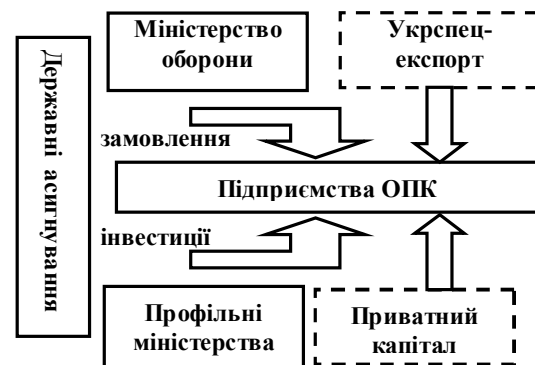 Державні асигнування
Міністерство
оборони
Укрспец-
експорт
замовлення
Підприємства ОПК
інвестиції
Профільні
міністерства
Приватний
капітал